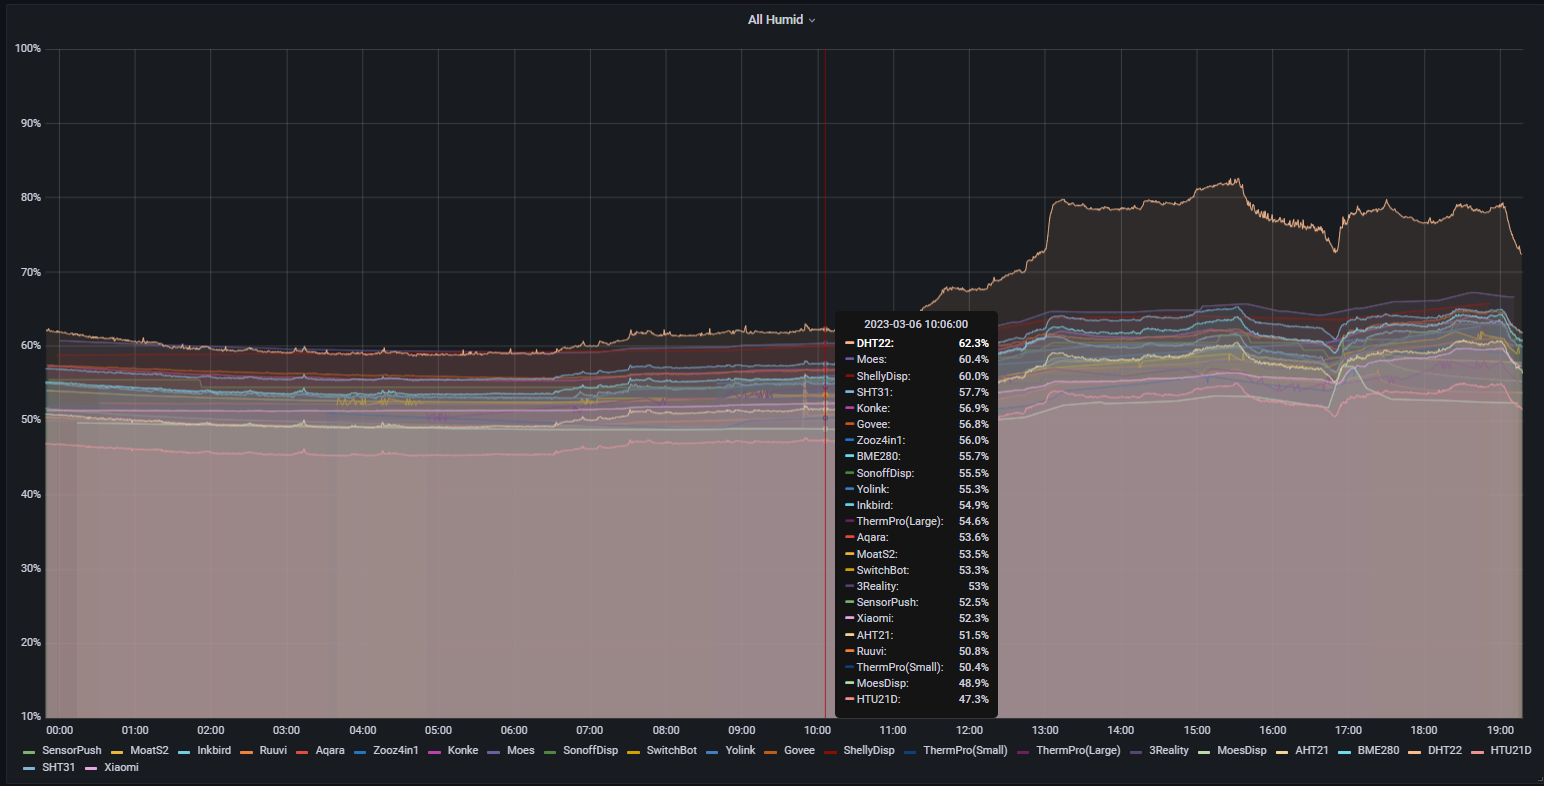 All Humid
100%
90%
80%
70%
60%
50%
40%
30%
20%
10%
2023-03-06 10:06:00
DHT22: 62.3%
Moes: 60.4%
ShellyDisp: 60.0%
SHT31: 57.7%
Konke: 56.9%
Govee: 56.8%
Zooz4in1: 56.0%
BME280: 55.7%
SonoffDisp: 55.5%
Yolink: 55.3%
Inkbird: 54.9%
ThermPro(Large): 54.6%
Aqara: 53.6%
MoatS2: 53.5%
SwitchBot: 53.3%
3Reality: 53%
SensorPush: 52.5%
Xiaomi: 52.3%
AHT21: 51.5%
Ruuvi: 50.8%
ThermPro(Small): 50.4%
MoesDisp: 48.9%
HTU21D: 47.3%
00:00 01:00 02:00 03:00 04:00 05:00 06:00 07:00 08:00 09:00 10:00 11:00 12:00 13:00 14:00 15:00 16:00 17:00 18:00 19:00
SensorPush MoatS2 Inkbird Ruuvi Aqara Zooz4in1 Konke Moes SonoffDisp SwitchBot Yolink Govee ShellyDisp ThermPro(Small) ThermPro(Large) 3Reality MoesDisp AHT21 BME280 DHT22 HTU21D
SHT31 Xiaomi